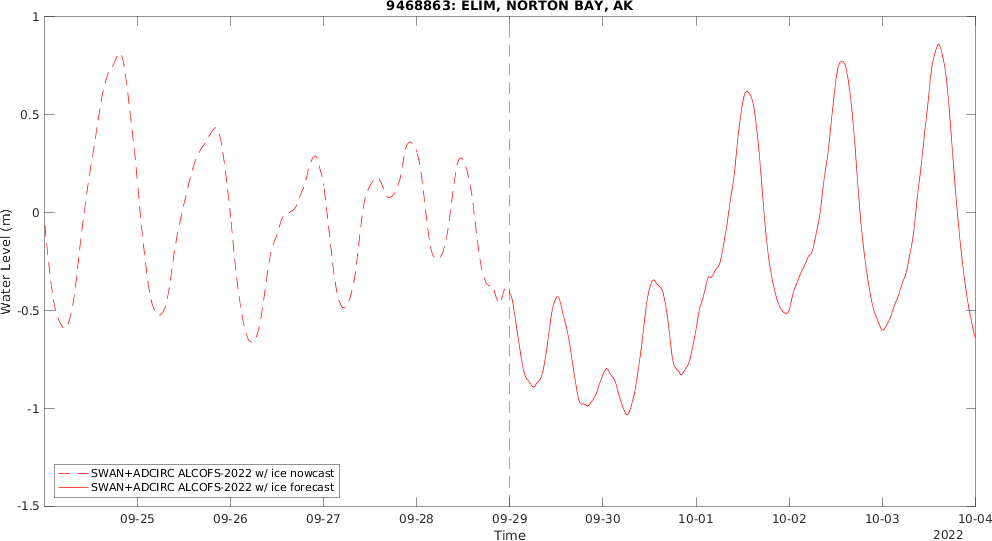 9468863: ELIM, NORTON BAY, AK
1
0.5
0
-0.5
-1
-1.5
Water Level (m)
SWAN+ADCIRC ALCOFS-2022 w/ ice nowcast
SWAN+ADCIRC ALCOFS-2022 w/ ice forecast
09-25 09-26 09-27 09-28 09-29 09-30 10-01 10-02 10-03 10-04
Time
2022